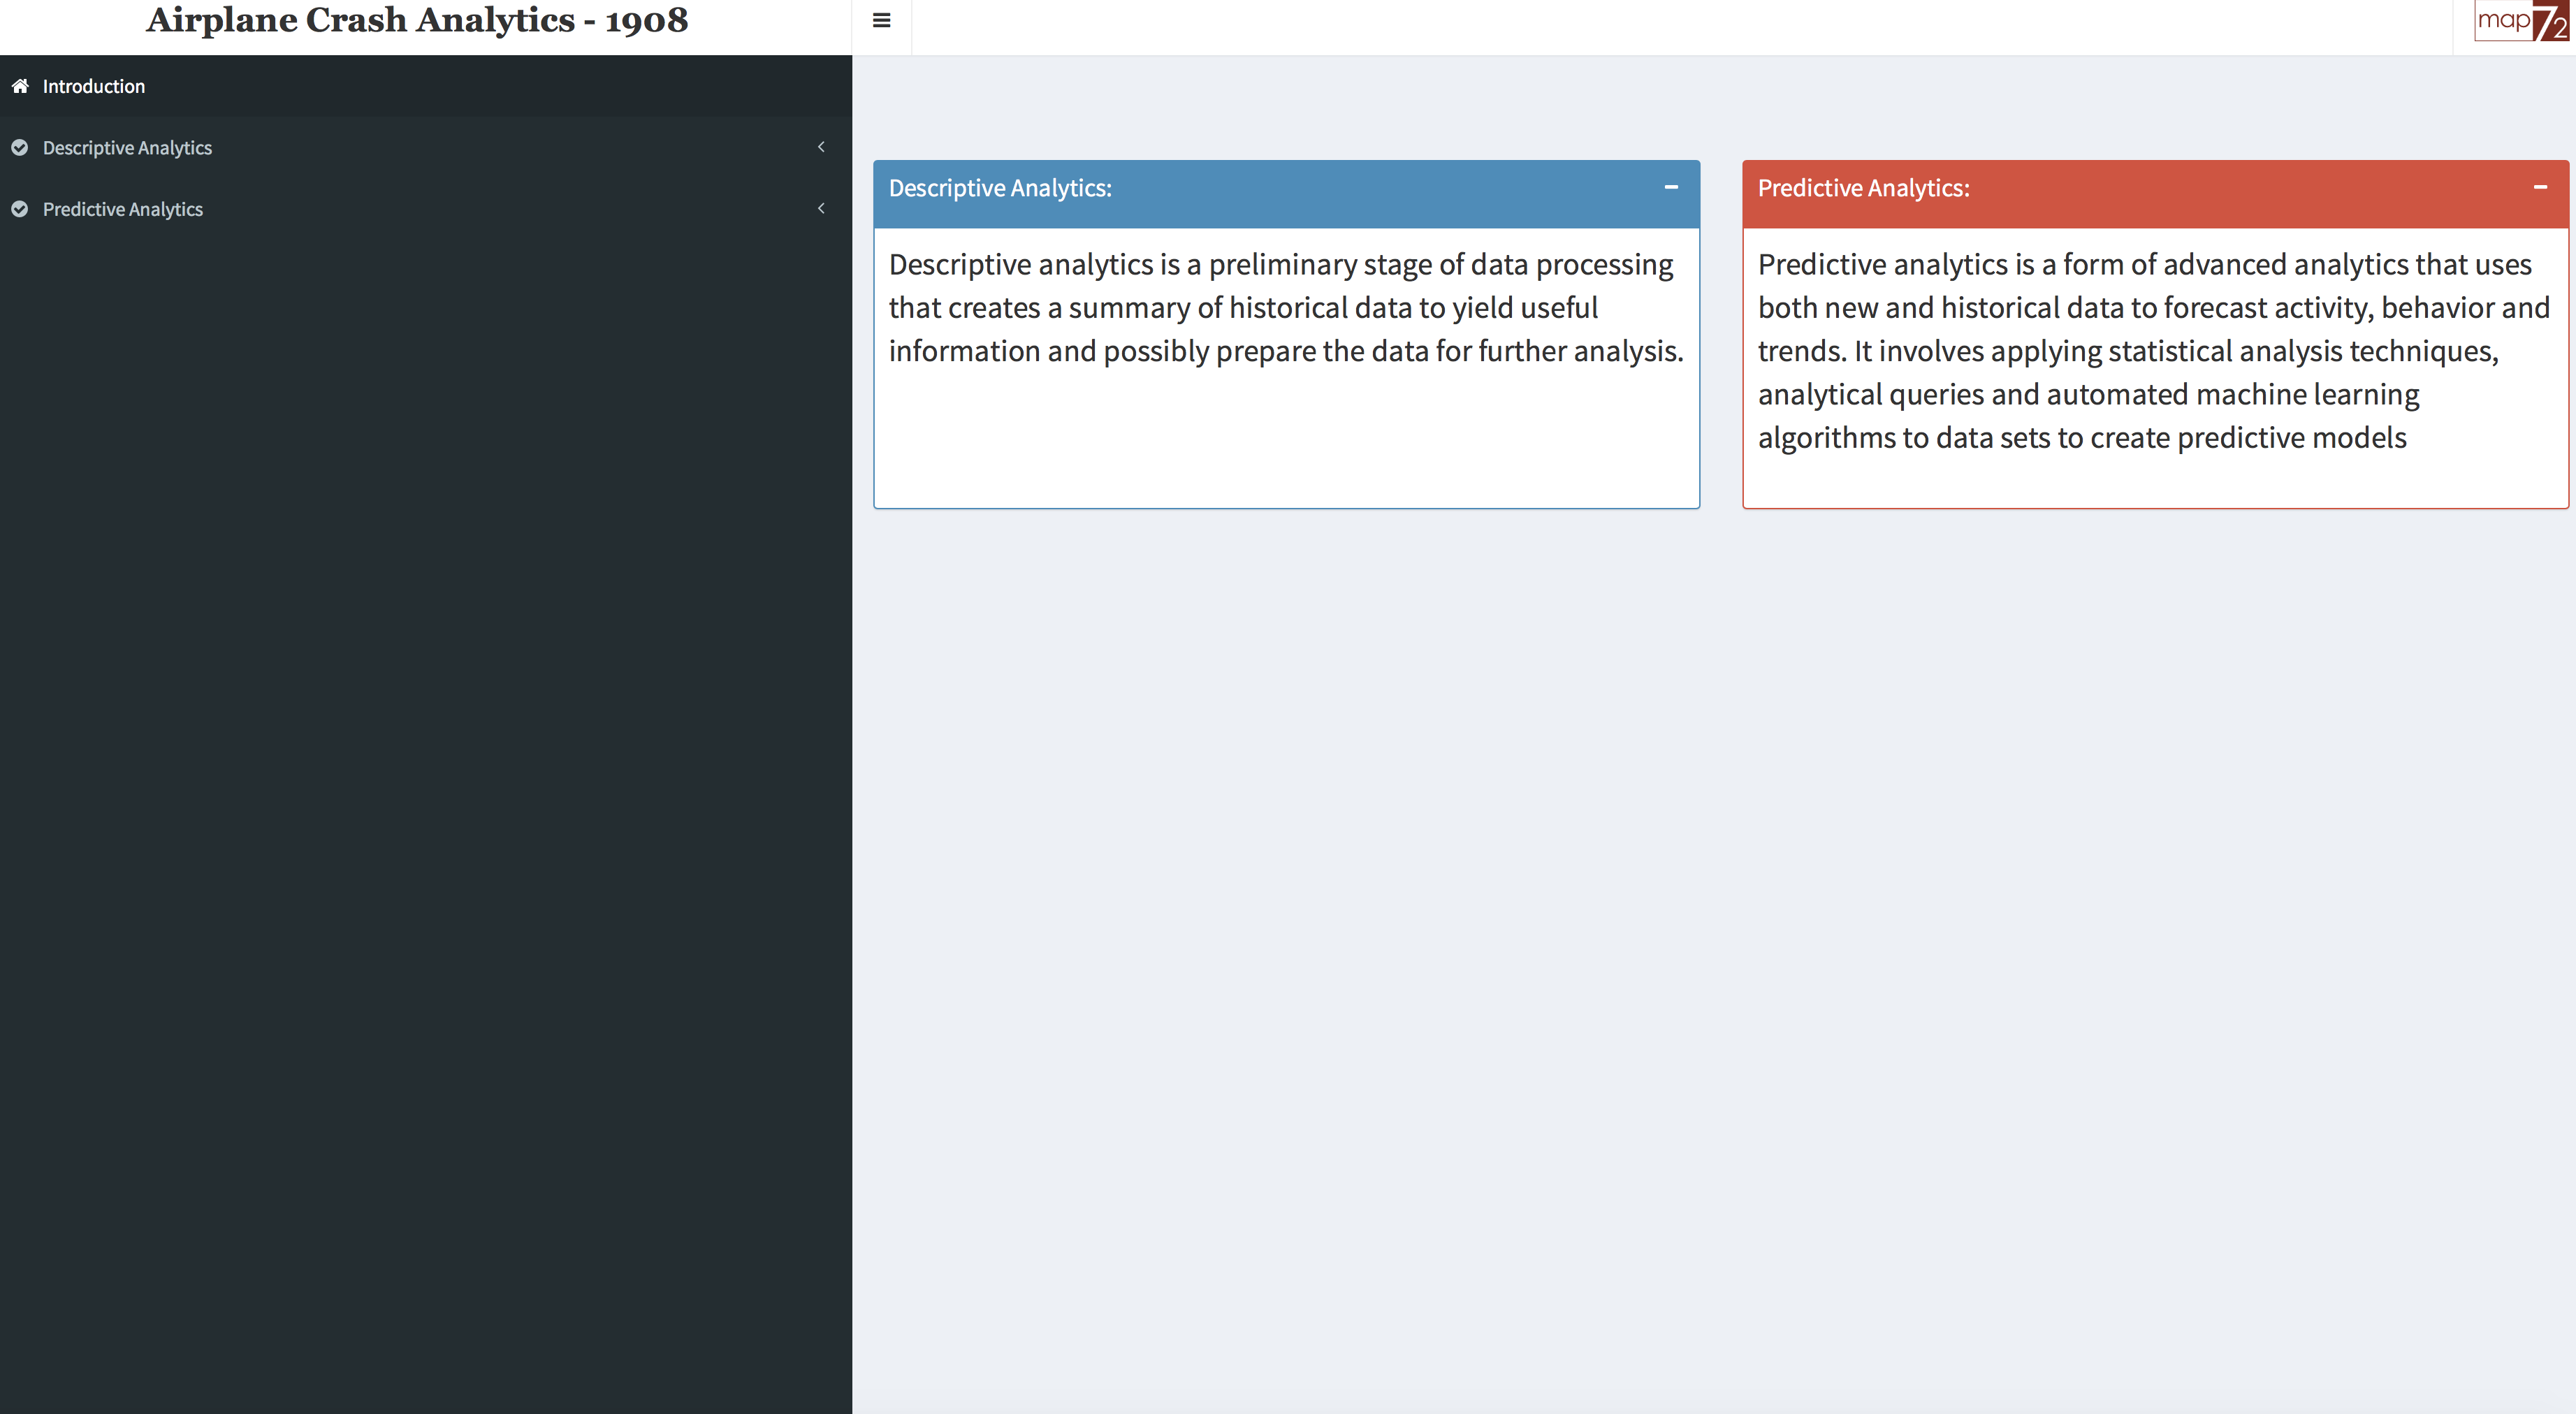 Airplane Crash Analytics - 1908
map72
Introduction
Descriptive Analytics
Predictive Analytics
Descriptive Analytics:
Descriptive analytics is a preliminary stage of data processing
that creates a summary of historical data to yield useful
information and possibly prepare the data for further analysis.
Predictive Analytics:
Predictive analytics is a form of advanced analytics that uses
both new and historical data to forecast activity, behavior and
trends. It involves applying statistical analysis techniques,
analytical queries and automated machine learning
algorithms to data sets to create predictive models